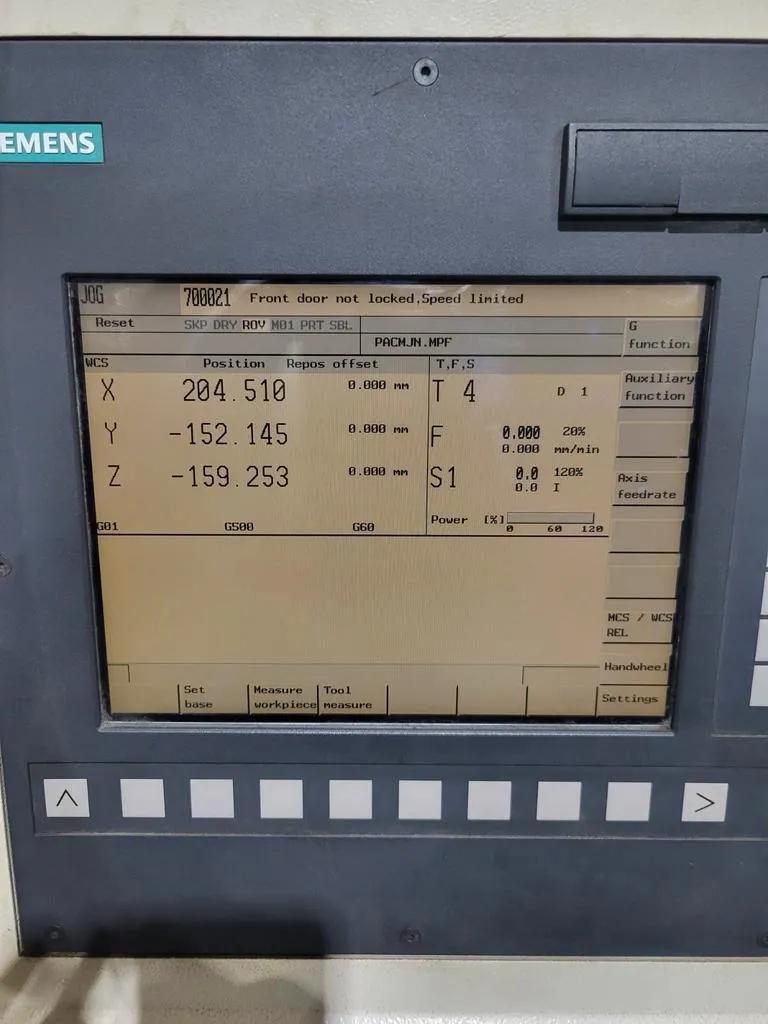 EMENS
JOG 700021 Front door not locked,Speed limited
Reset SKP DRY ROV M01 PRT SBL
PACMJN.MPF
G
function
WCS Position Repos offset T,F,S
Auxiliary
function
X 204.510 0.000 mm T 4 D 1
Y -152.145 0.000 mm F 0.000 20%
0.000 mm/min
Z -159.253 0.000 mm S1 0.0 120%
0.0 I
Axis
feedrate
Power [%] 0 60 120
G01 G500 G60
MCS / WCS
REL
Handwheel
Set
base
Measure
workpiece
Tool
measure
Settings